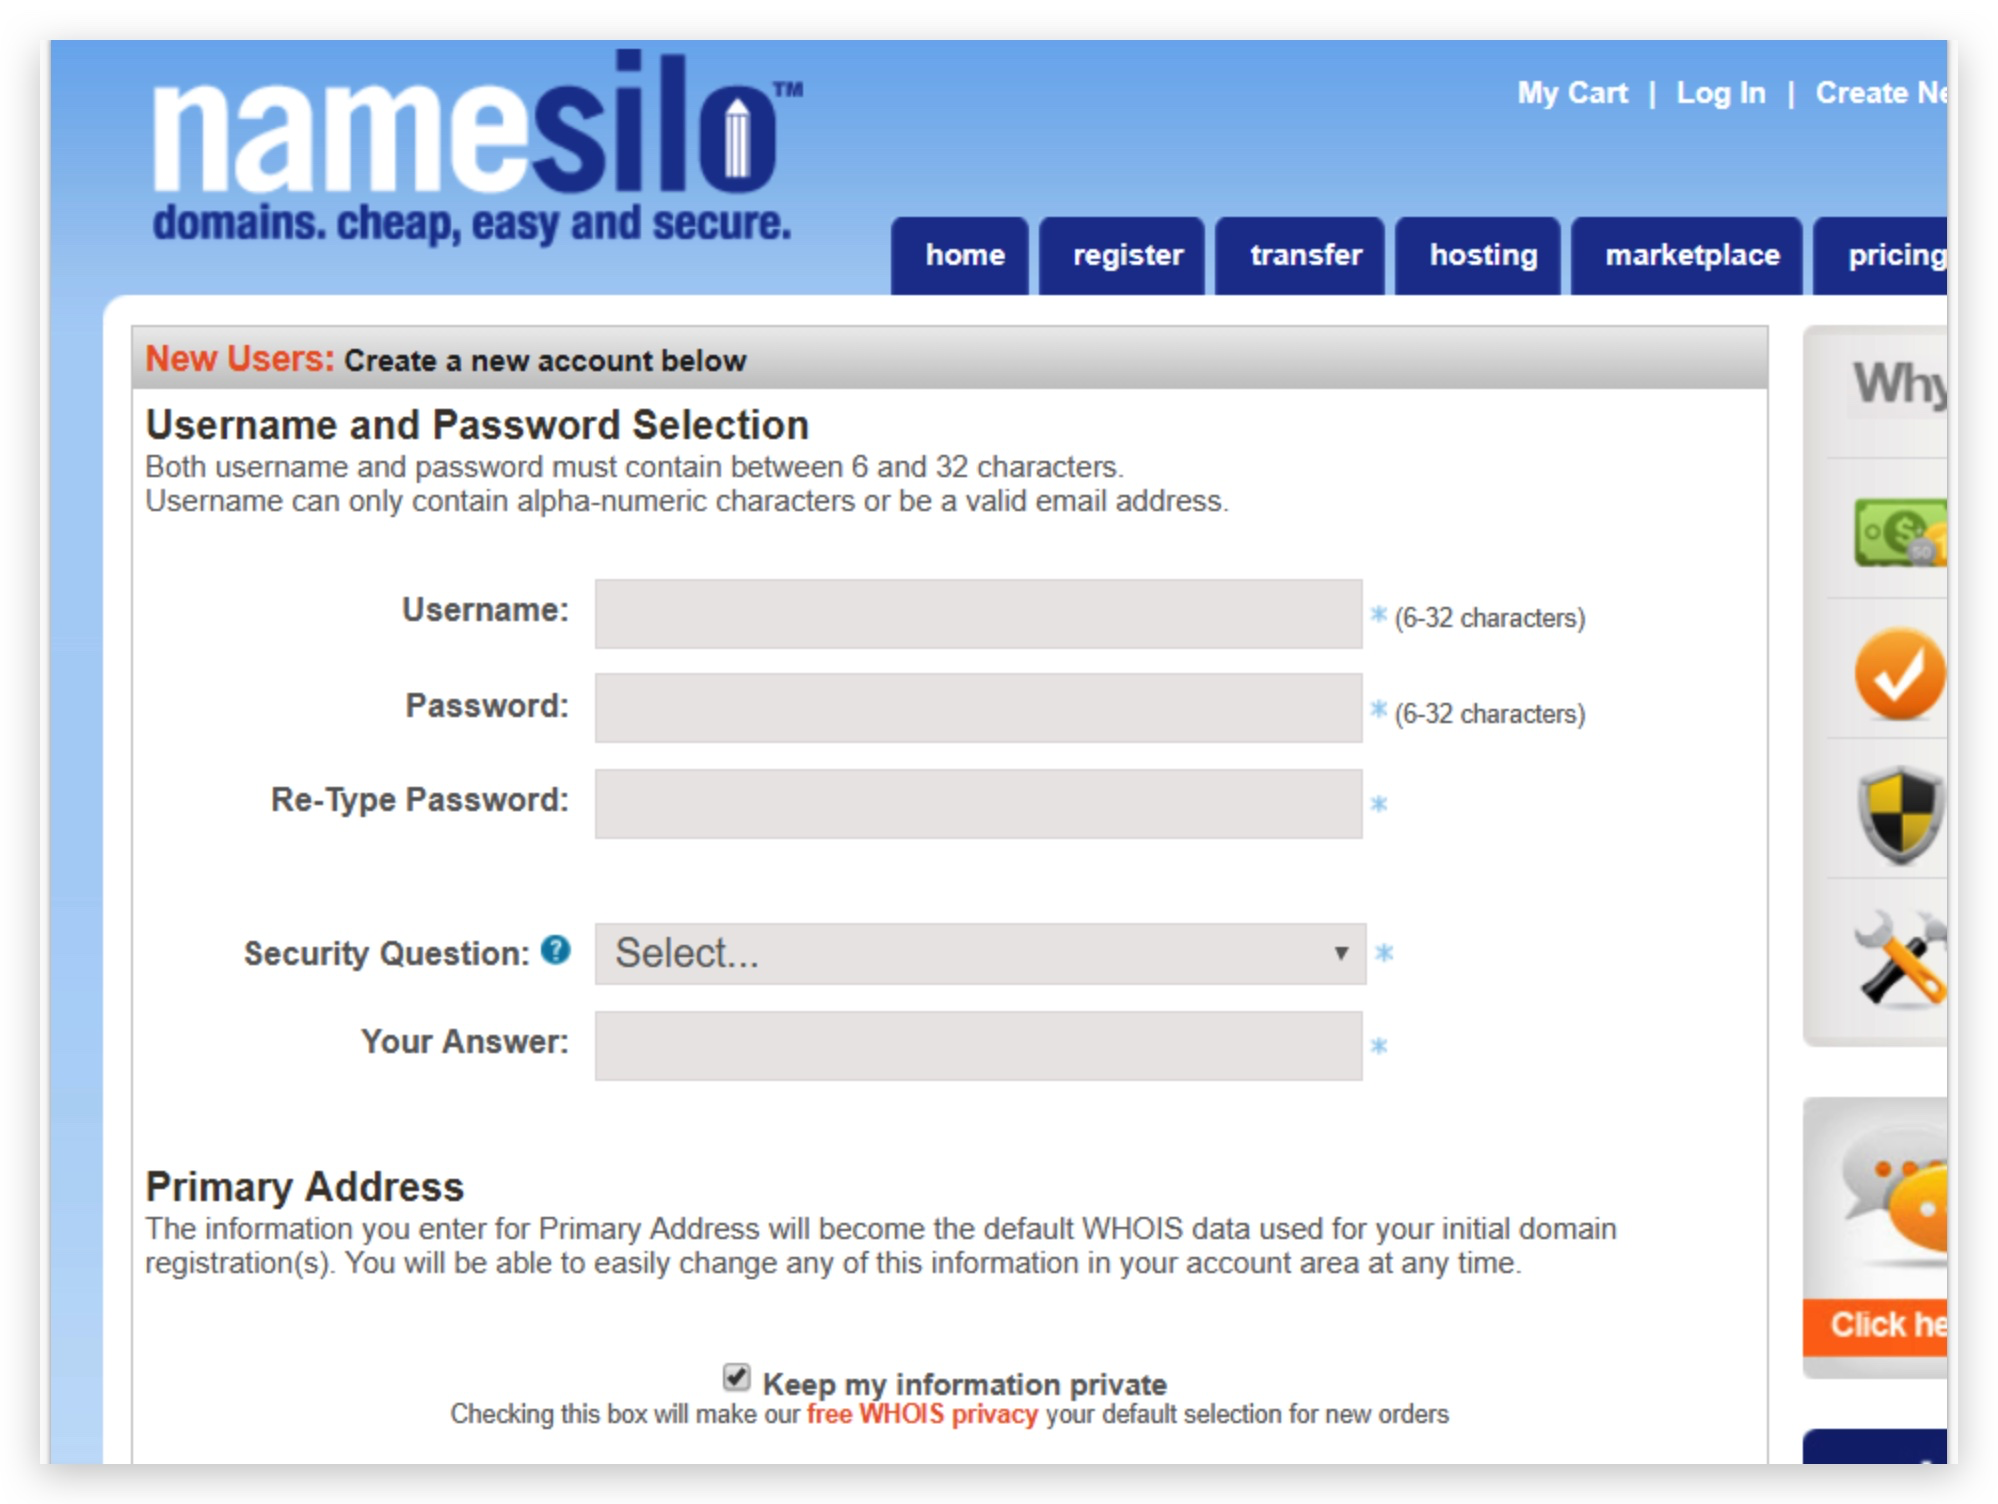 namesilo™
domains. cheap, easy and secure.
My Cart | Log In | Create Ne
home register transfer hosting marketplace pricing
New Users: Create a new account below
Why
Username and Password Selection
Both username and password must contain between 6 and 32 characters.
Username can only contain alpha-numeric characters or be a valid email address.
Username: * (6-32 characters)
Password: * (6-32 characters)
Re-Type Password: *
Security Question: ? Select... ▼ *
Your Answer: *
Primary Address
The information you enter for Primary Address will become the default WHOIS data used for your initial domain
registration(s). You will be able to easily change any of this information in your account area at any time.
Click he
Keep my information private
Checking this box will make our free WHOIS privacy your default selection for new orders